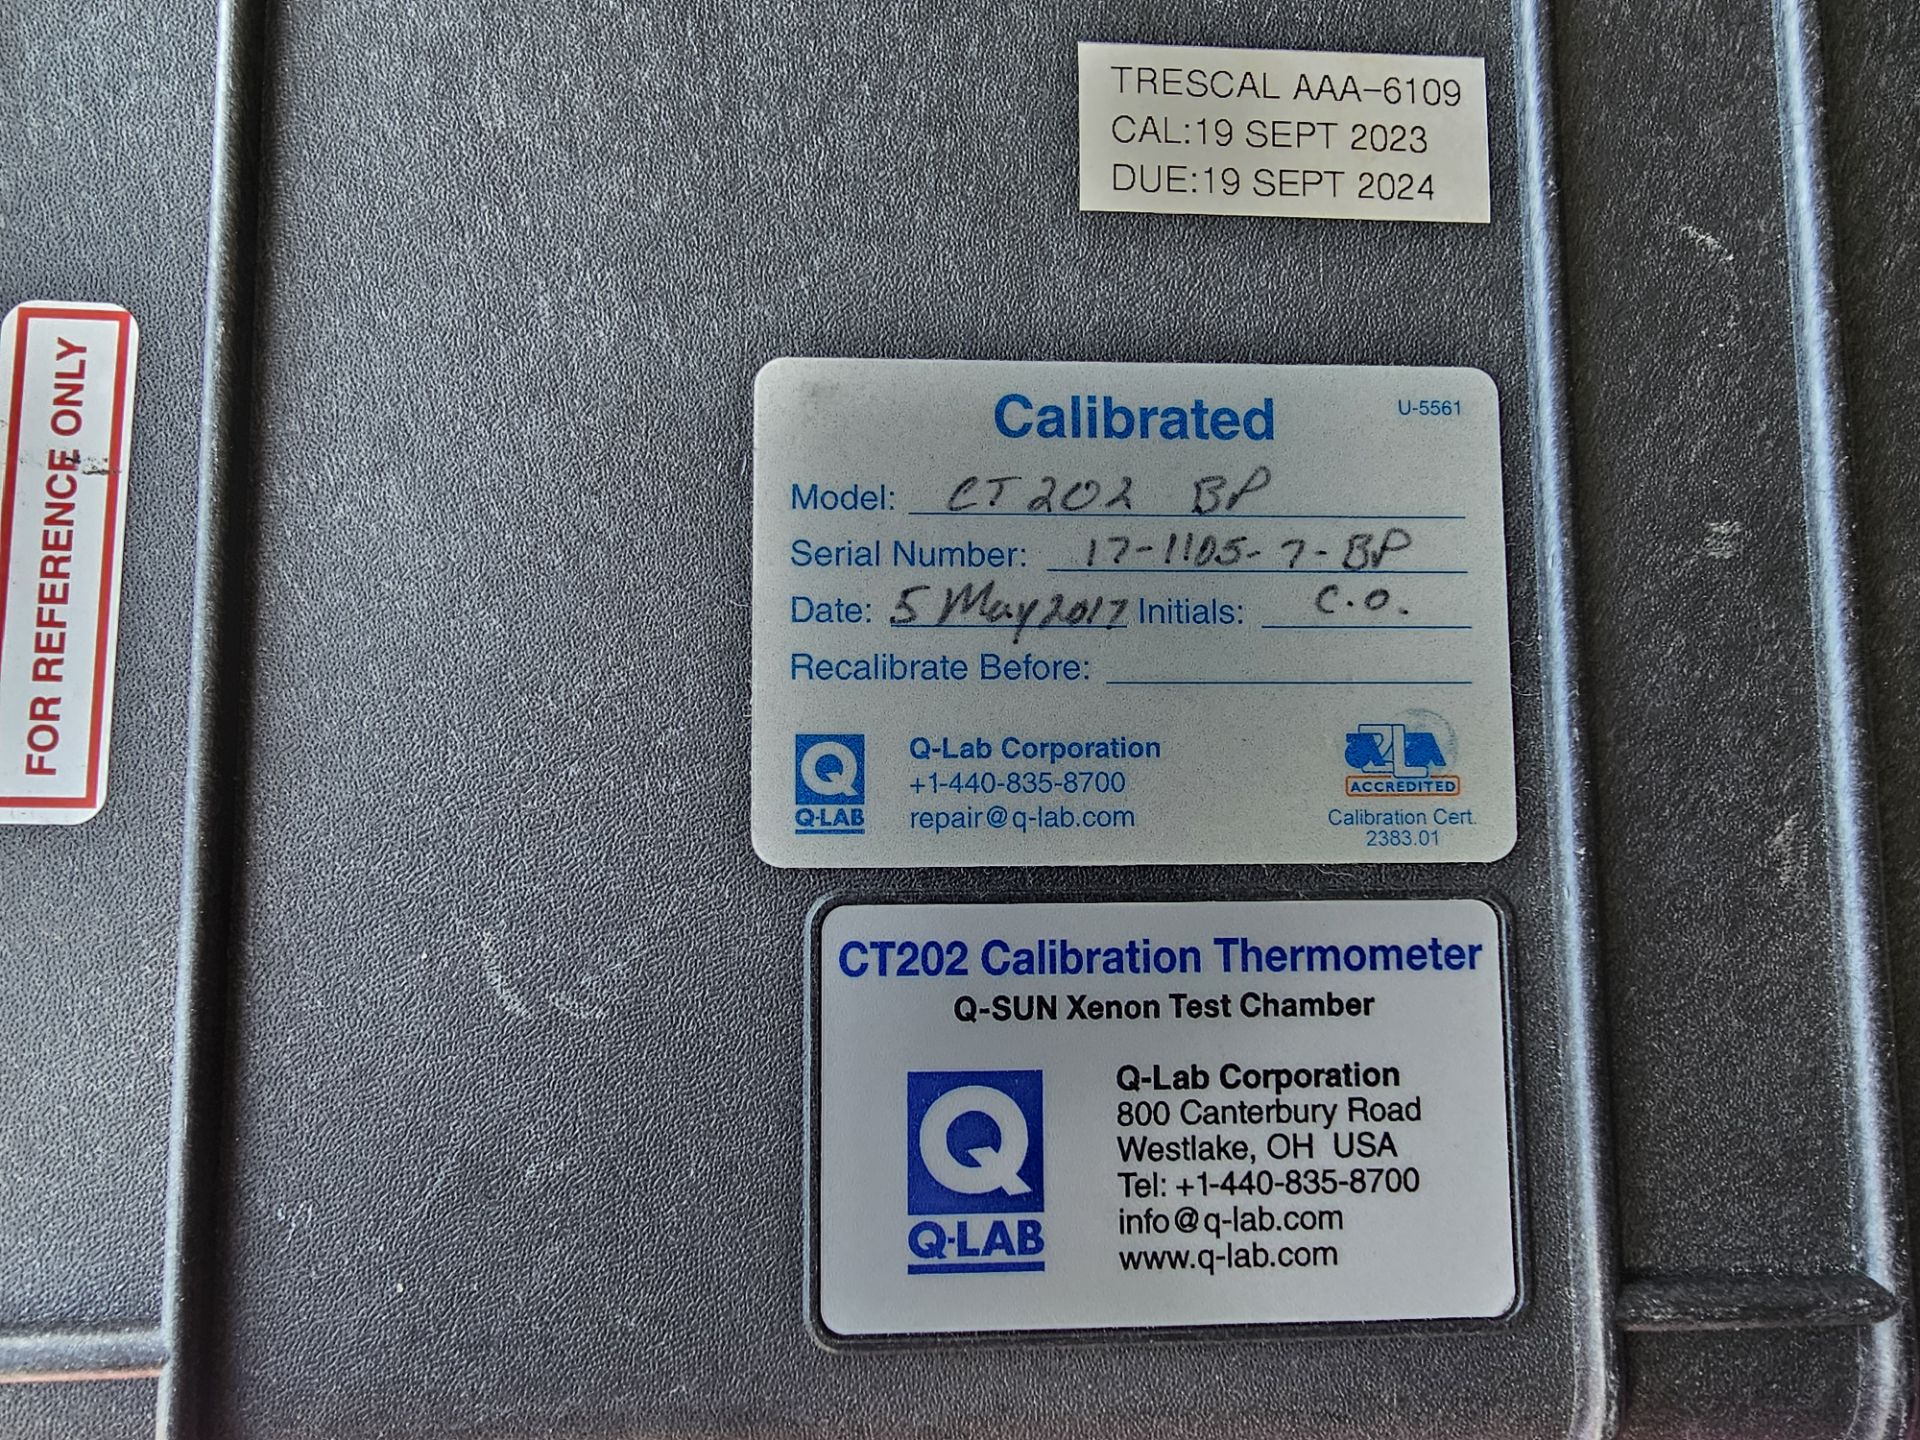 TRESCAL AAA-6109
CAL:19 SEPT 2023
DUE:19 SEPT 2024
FOR REFERENCE ONLY
Calibrated U-5561
Model: CT202 BP
Serial Number: 17-1105-7-BP
Date: 5 May 2017 Initials: C.O.
Recalibrate Before:
Q-Lab Corporation
+1-440-835-8700
repair@q-lab.com
Q-LAB
A2LA
ACCREDITED
Calibration Cert.
2383.01
CT202 Calibration Thermometer
Q-SUN Xenon Test Chamber
Q-LAB
Q-Lab Corporation
800 Canterbury Road
Westlake, OH USA
Tel: +1-440-835-8700
info@q-lab.com
www.q-lab.com